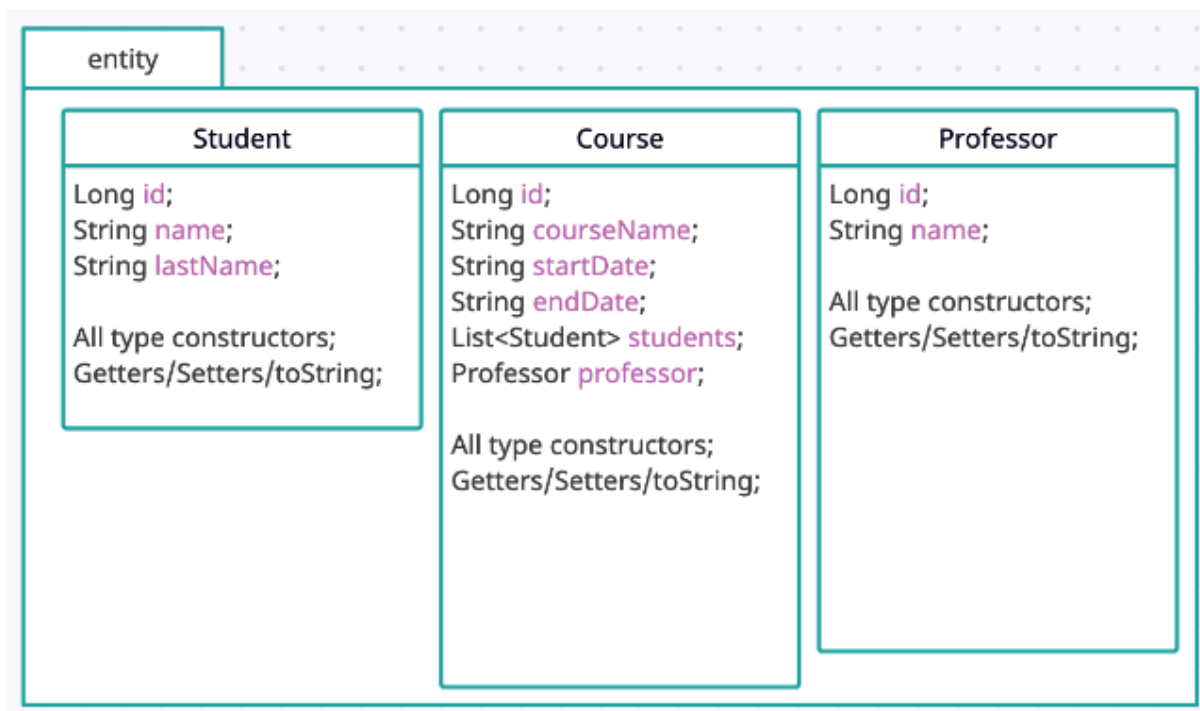 entity
Student
Long id;
String name;
String lastName;
All type constructors;
Getters/Setters/toString;
Course
Long id;
String courseName;
String startDate;
String endDate;
List<Student> students;
Professor professor;
All type constructors;
Getters/Setters/toString;
Professor
Long id;
String name;
All type constructors;
Getters/Setters/toString;